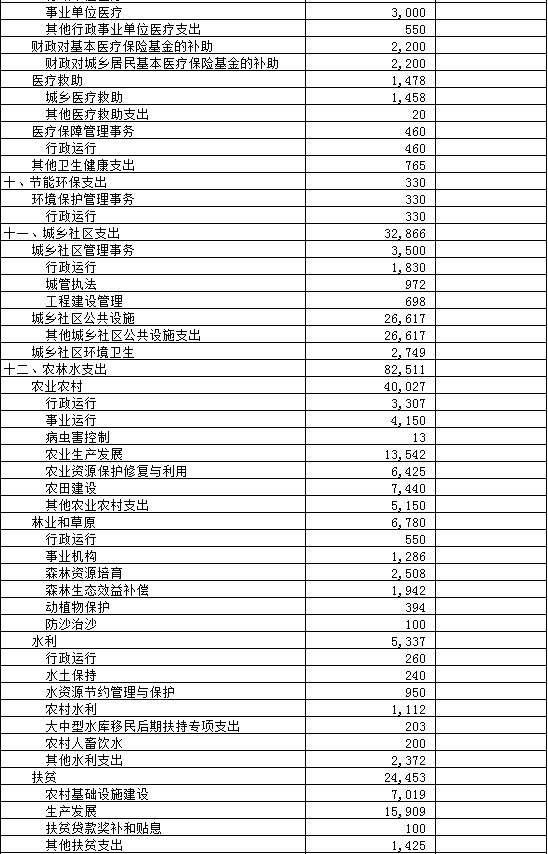 事业单位医疗 3,000
其他行政事业单位医疗支出 550
财政对基本医疗保险基金的补助 2,200
财政对城乡居民基本医疗保险基金的补助 2,200
医疗救助 1,478
城乡医疗救助 1,458
其他医疗救助支出 20
医疗保障管理事务 460
行政运行 460
其他卫生健康支出 765
十、节能环保支出 330
环境保护管理事务 330
行政运行 330
十一、城乡社区支出 32,866
城乡社区管理事务 3,500
行政运行 1,830
城管执法 972
工程建设管理 698
城乡社区公共设施 26,617
其他城乡社区公共设施支出 26,617
城乡社区环境卫生 2,749
十二、农林水支出 82,511
农业农村 40,027
行政运行 3,307
事业运行 4,150
病虫害控制 13
农业生产发展 13,542
农业资源保护修复与利用 6,425
农田建设 7,440
其他农业农村支出 5,150
林业和草原 6,780
行政运行 550
事业机构 1,286
森林资源培育 2,508
森林生态效益补偿 1,942
动植物保护 394
防沙治沙 100
水利 5,337
行政运行 260
水土保持 240
水资源节约管理与保护 950
农村水利 1,112
大中型水库移民后期扶持专项支出 203
农村人畜饮水 200
其他水利支出 2,372
扶贫 24,453
农村基础设施建设 7,019
生产发展 15,909
扶贫贷款奖补和贴息 100
其他扶贫支出 1,425